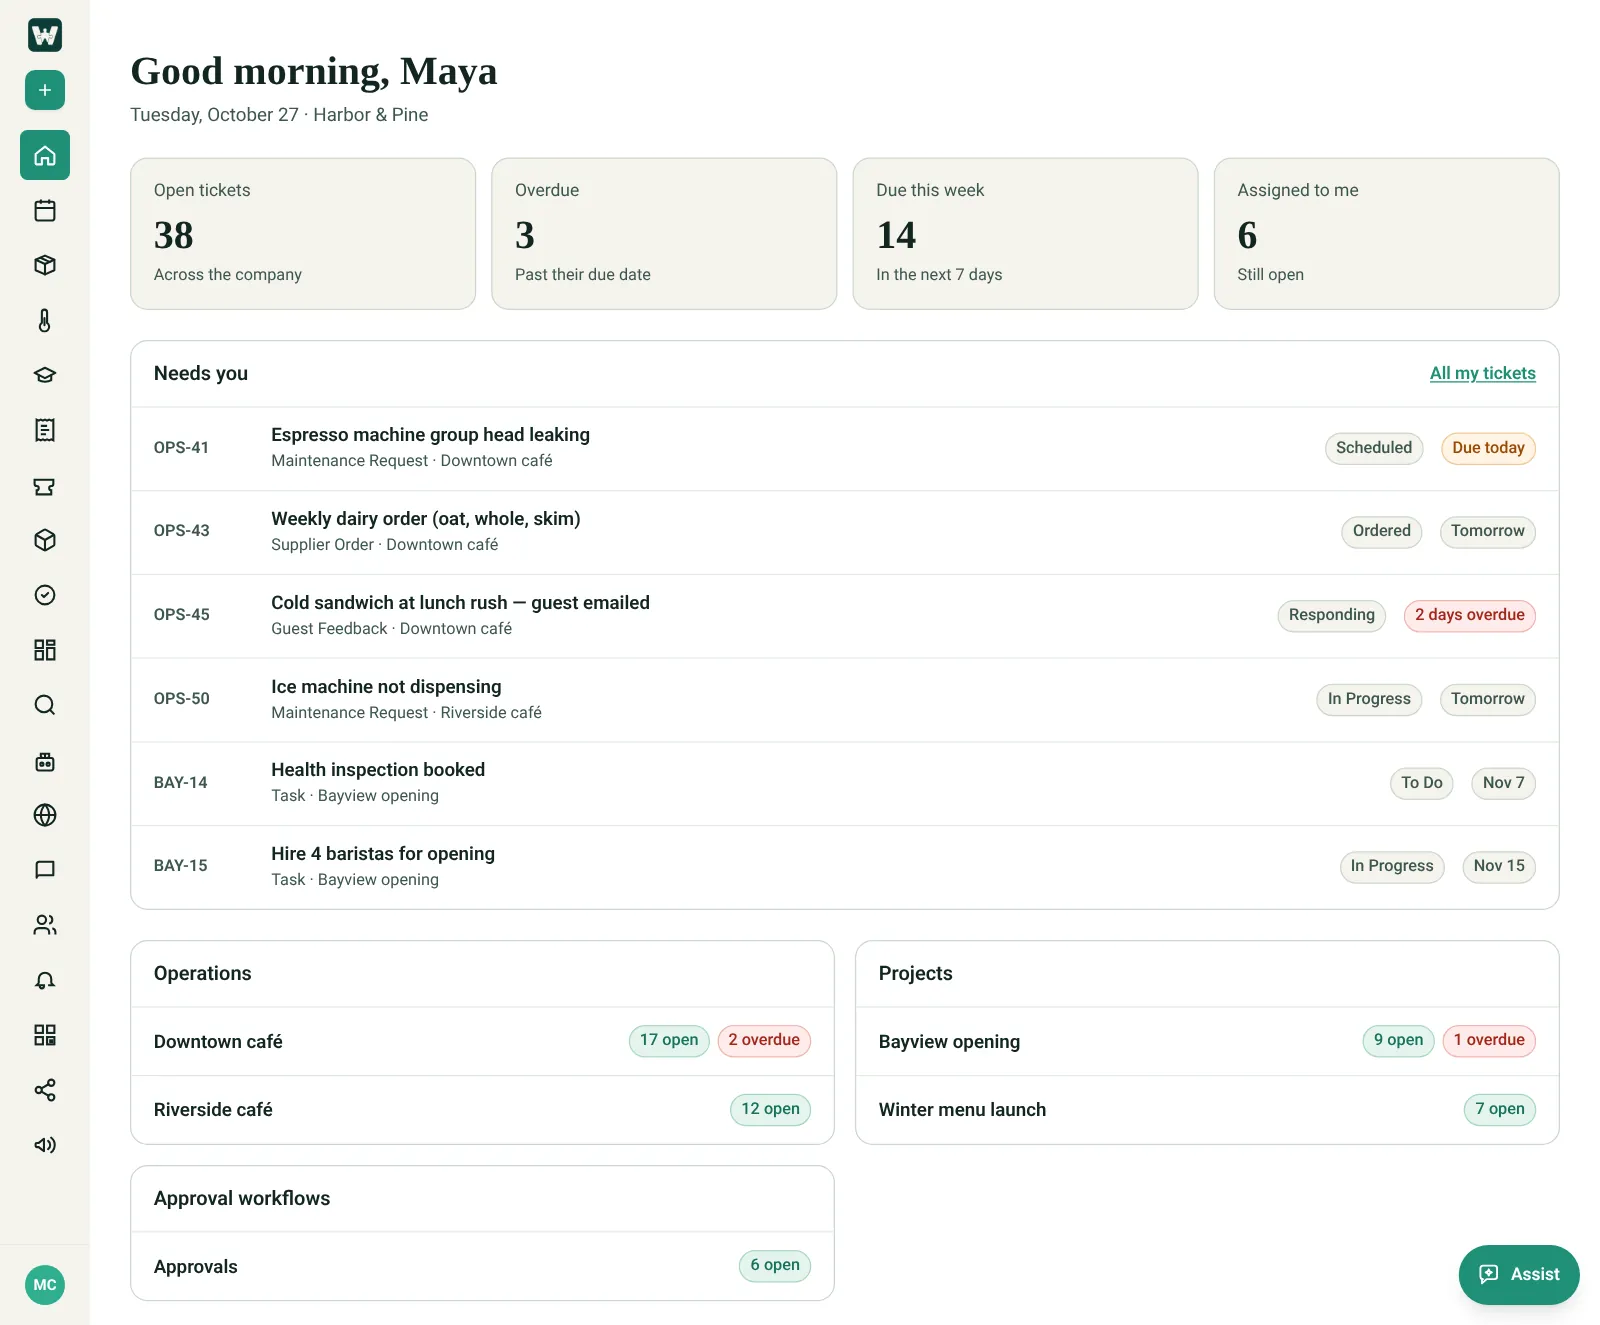 W
+
Good morning, Maya
Tuesday, October 27 · Harbor & Pine
Open tickets
38
Across the company
Overdue
3
Past their due date
Due this week
14
In the next 7 days
Assigned to me
6
Still open
Needs you
All my tickets
OPS-41
Espresso machine group head leaking
Maintenance Request · Downtown café
Scheduled
Due today
OPS-43
Weekly dairy order (oat, whole, skim)
Supplier Order · Downtown café
Ordered
Tomorrow
OPS-45
Cold sandwich at lunch rush — guest emailed
Guest Feedback · Downtown café
Responding
2 days overdue
OPS-50
Ice machine not dispensing
Maintenance Request · Riverside café
In Progress
Tomorrow
BAY-14
Health inspection booked
Task · Bayview opening
To Do
Nov 7
BAY-15
Hire 4 baristas for opening
Task · Bayview opening
In Progress
Nov 15
Operations
Downtown café
17 open
2 overdue
Riverside café
12 open
Projects
Bayview opening
9 open
1 overdue
Winter menu launch
7 open
Approval workflows
Approvals
6 open
MC
Assist